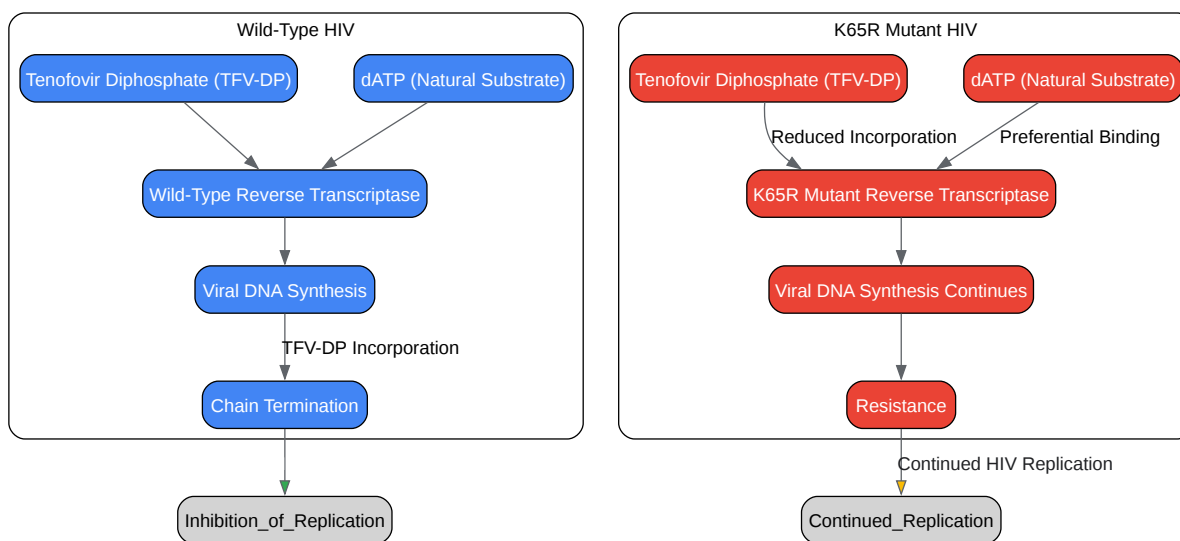 Wild-Type HIV
Tenofovir Diphosphate (TFV-DP)
dATP (Natural Substrate)
Wild-Type Reverse Transcriptase
Viral DNA Synthesis
TFV-DP Incorporation
Chain Termination
Inhibition_of_Replication
K65R Mutant HIV
Tenofovir Diphosphate (TFV-DP)
dATP (Natural Substrate)
Reduced Incorporation
Preferential Binding
K65R Mutant Reverse Transcriptase
Viral DNA Synthesis Continues
Resistance
Continued HIV Replication
Continued_Replication